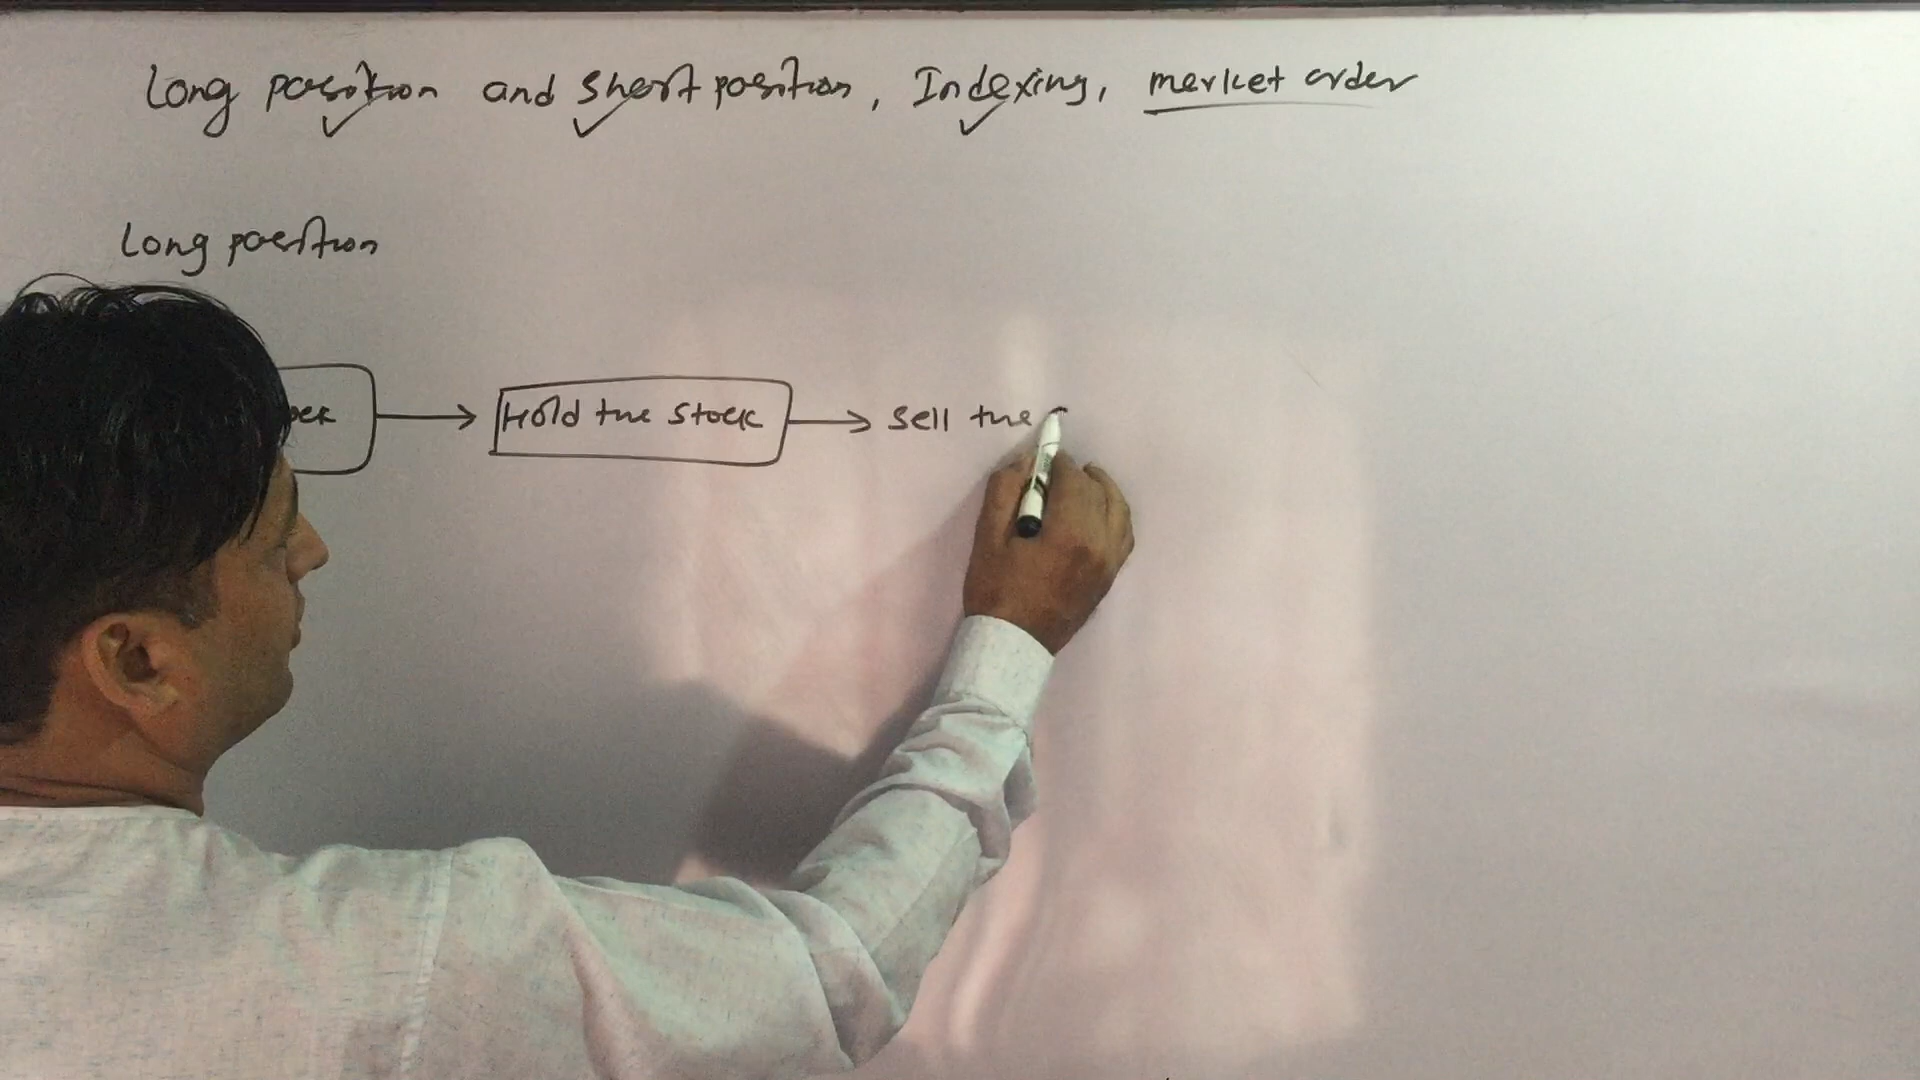 Long position and Short position, Indexing, market order
Long position
Hold the Stock
Sell the